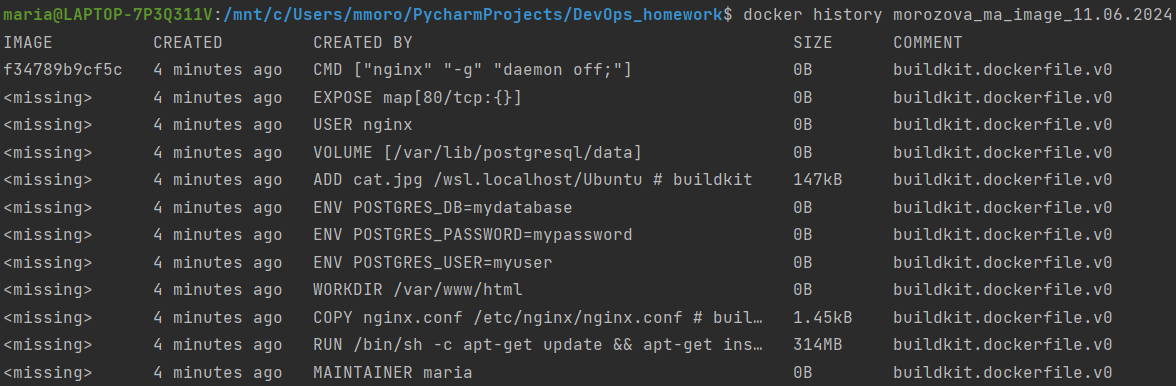 maria@LAPTOP-7P3Q311V:/mnt/c/Users/mmoro/PycharmProjects/DevOps_homework$ docker history morozova_ma_image_11.06.2024
IMAGE CREATED CREATED BY SIZE COMMENT
f34789b9cf5c 4 minutes ago CMD ["nginx" "-g" "daemon off;"] 0B buildkit.dockerfile.v0
<missing> 4 minutes ago EXPOSE map[80/tcp:{}] 0B buildkit.dockerfile.v0
<missing> 4 minutes ago USER nginx 0B buildkit.dockerfile.v0
<missing> 4 minutes ago VOLUME [/var/lib/postgresql/data] 0B buildkit.dockerfile.v0
<missing> 4 minutes ago ADD cat.jpg /wsl.localhost/Ubuntu # buildkit 147kB buildkit.dockerfile.v0
<missing> 4 minutes ago ENV POSTGRES_DB=mydatabase 0B buildkit.dockerfile.v0
<missing> 4 minutes ago ENV POSTGRES_PASSWORD=mypassword 0B buildkit.dockerfile.v0
<missing> 4 minutes ago ENV POSTGRES_USER=myuser 0B buildkit.dockerfile.v0
<missing> 4 minutes ago WORKDIR /var/www/html 0B buildkit.dockerfile.v0
<missing> 4 minutes ago COPY nginx.conf /etc/nginx/nginx.conf # buil… 1.45kB buildkit.dockerfile.v0
<missing> 4 minutes ago RUN /bin/sh -c apt-get update && apt-get ins… 314MB buildkit.dockerfile.v0
<missing> 4 minutes ago MAINTAINER maria 0B buildkit.dockerfile.v0